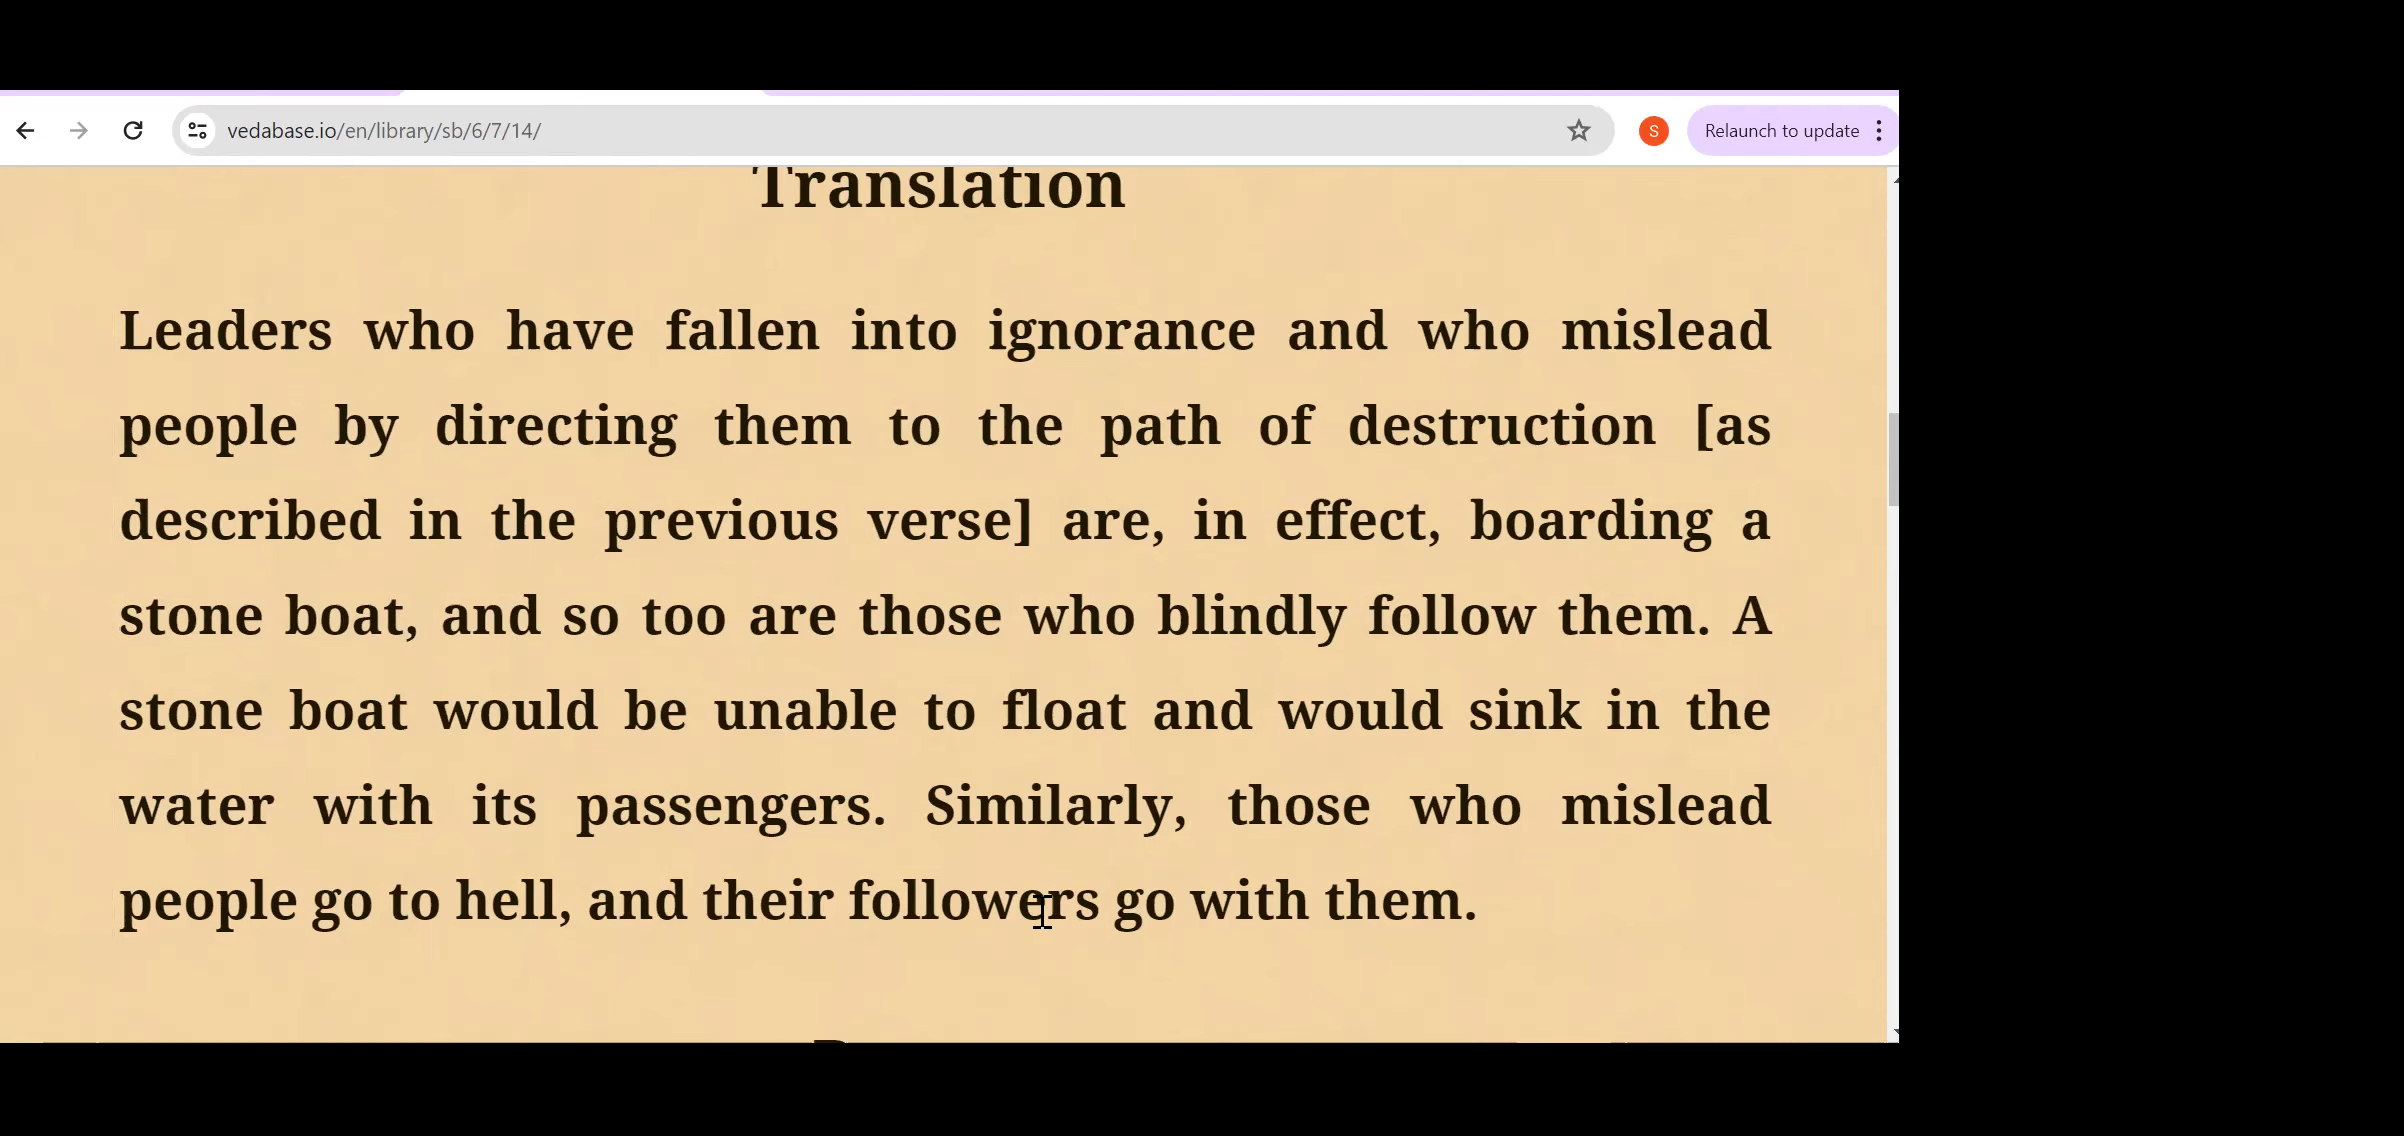 vedabase.io/en/library/sb/6/7/14/
S
Relaunch to update
Translation
Leaders who have fallen into ignorance and who mislead
people by directing them to the path of destruction [as
described in the previous verse] are, in effect, boarding a
stone boat, and so too are those who blindly follow them. A
stone boat would be unable to float and would sink in the
water with its passengers. Similarly, those who mislead
people go to hell, and their followers go with them.